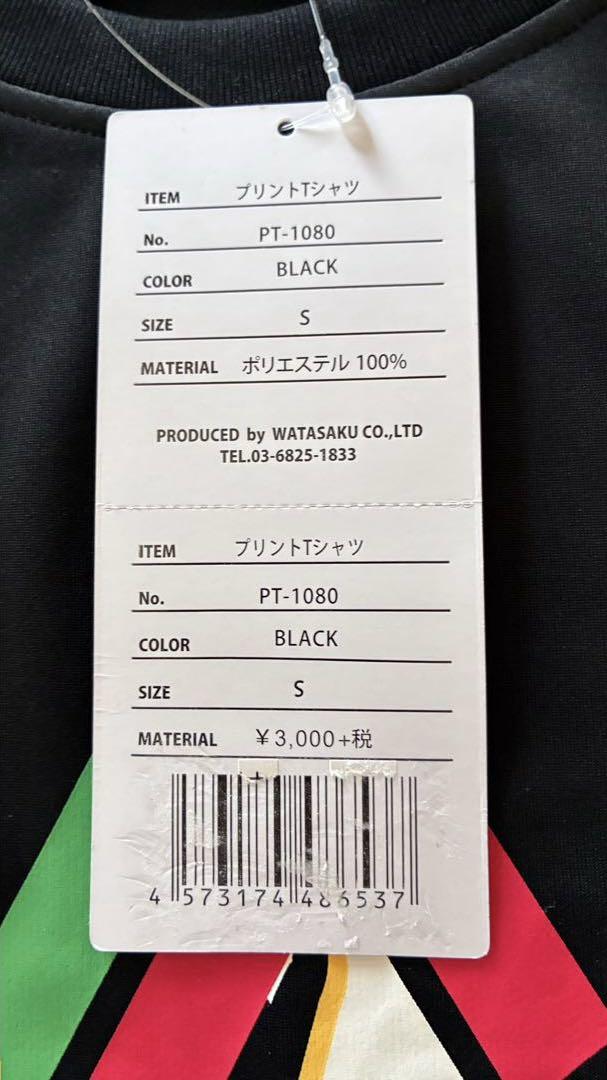 ITEM プリントTシャツ
No. PT-1080
COLOR BLACK
SIZE S
MATERIAL ポリエステル 100%
PRODUCED by WATASAKU CO.,LTD
TEL.03-6825-1833
ITEM プリントTシャツ
No. PT-1080
COLOR BLACK
SIZE S
MATERIAL ￥3,000+税
4 573174 486537